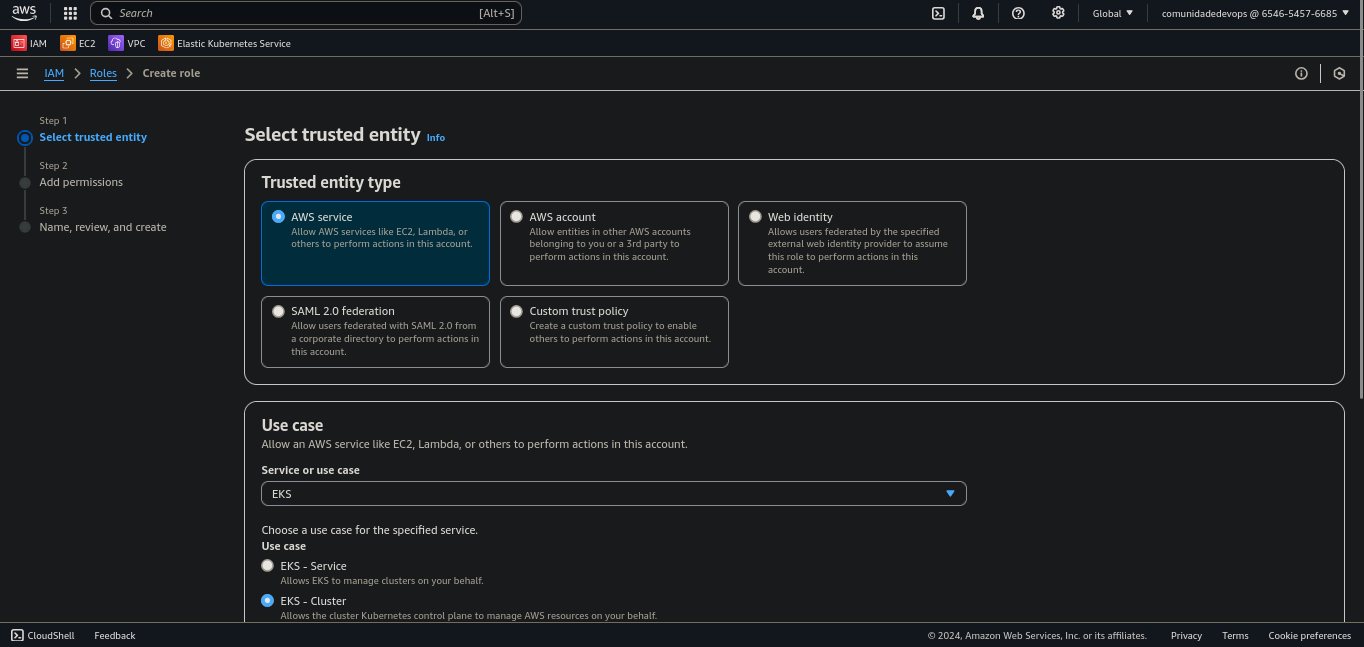 aws
Search [Alt+S]
Global
comunidadedevops @ 6546-5457-6685
IAM
EC2
VPC
Elastic Kubernetes Service
IAM > Roles > Create role
Step 1
Select trusted entity
Step 2
Add permissions
Step 3
Name, review, and create
Select trusted entity Info
Trusted entity type
AWS service
Allow AWS services like EC2, Lambda, or
others to perform actions in this account.
AWS account
Allow entities in other AWS accounts
belonging to you or a 3rd party to
perform actions in this account.
Web identity
Allows users federated by the specified
external web identity provider to assume
this role to perform actions in this
account.
SAML 2.0 federation
Allow users federated with SAML 2.0 from
a corporate directory to perform actions in
this account.
Custom trust policy
Create a custom trust policy to enable
others to perform actions in this account.
Use case
Allow an AWS service like EC2, Lambda, or others to perform actions in this account.
Service or use case
EKS
Choose a use case for the specified service.
Use case
EKS - Service
Allows EKS to manage clusters on your behalf.
EKS - Cluster
Allows the cluster Kubernetes control plane to manage AWS resources on your behalf.
CloudShell
Feedback
© 2024, Amazon Web Services, Inc. or its affiliates.
Privacy
Terms
Cookie preferences